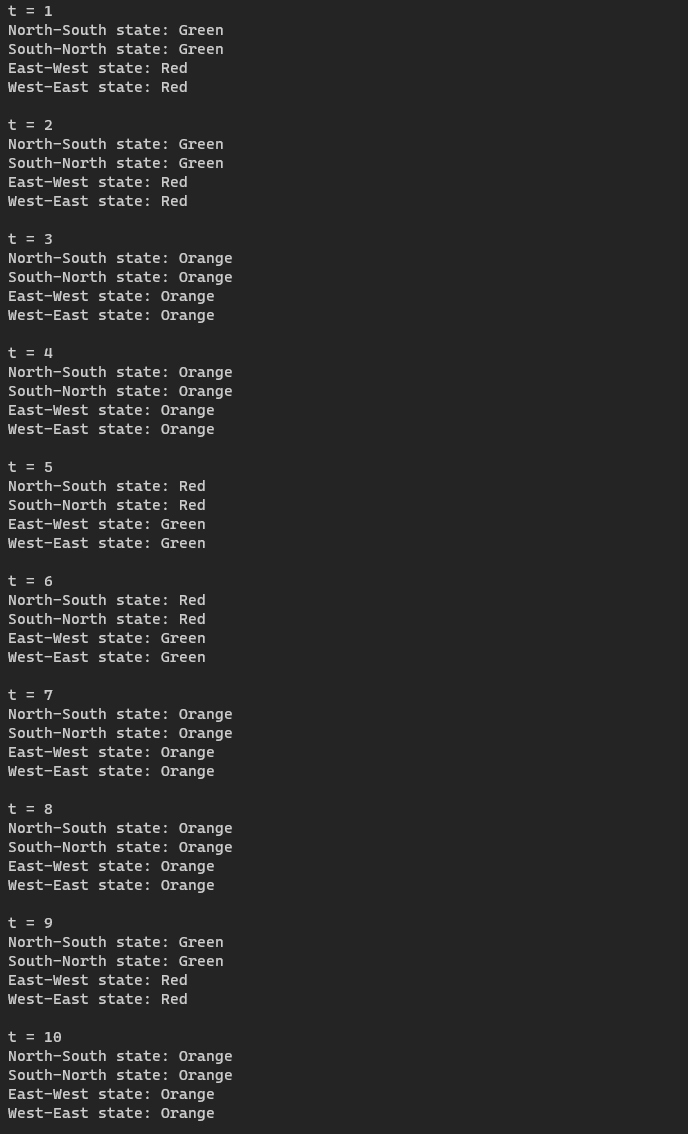 t = 1
North-South state: Green
South-North state: Green
East-West state: Red
West-East state: Red
t = 2
North-South state: Green
South-North state: Green
East-West state: Red
West-East state: Red
t = 3
North-South state: Orange
South-North state: Orange
East-West state: Orange
West-East state: Orange
t = 4
North-South state: Orange
South-North state: Orange
East-West state: Orange
West-East state: Orange
t = 5
North-South state: Red
South-North state: Red
East-West state: Green
West-East state: Green
t = 6
North-South state: Red
South-North state: Red
East-West state: Green
West-East state: Green
t = 7
North-South state: Orange
South-North state: Orange
East-West state: Orange
West-East state: Orange
t = 8
North-South state: Orange
South-North state: Orange
East-West state: Orange
West-East state: Orange
t = 9
North-South state: Green
South-North state: Green
East-West state: Red
West-East state: Red
t = 10
North-South state: Orange
South-North state: Orange
East-West state: Orange
West-East state: Orange